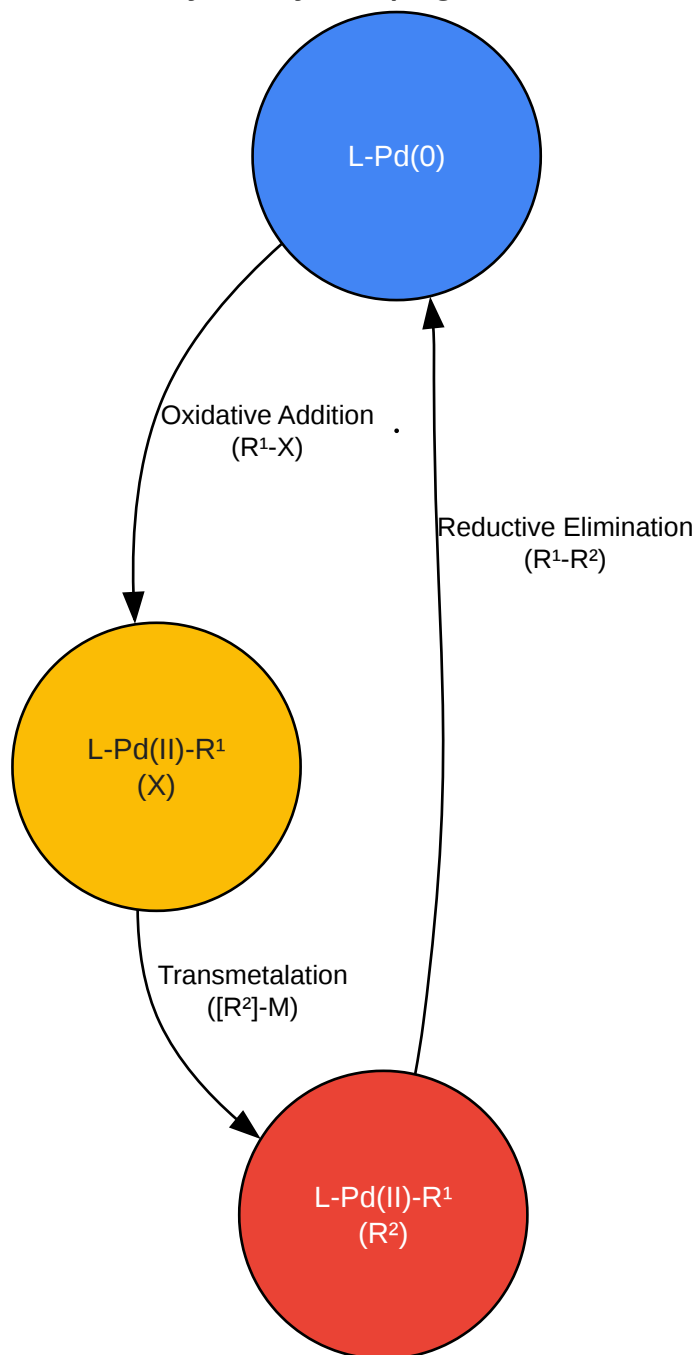 L-Pd(0)
Oxidative Addition
(R¹-X)
Reductive Elimination
(R¹-R²)
L-Pd(II)-R¹
(X)
Transmetalation
([R²]-M)
L-Pd(II)-R¹
(R²)